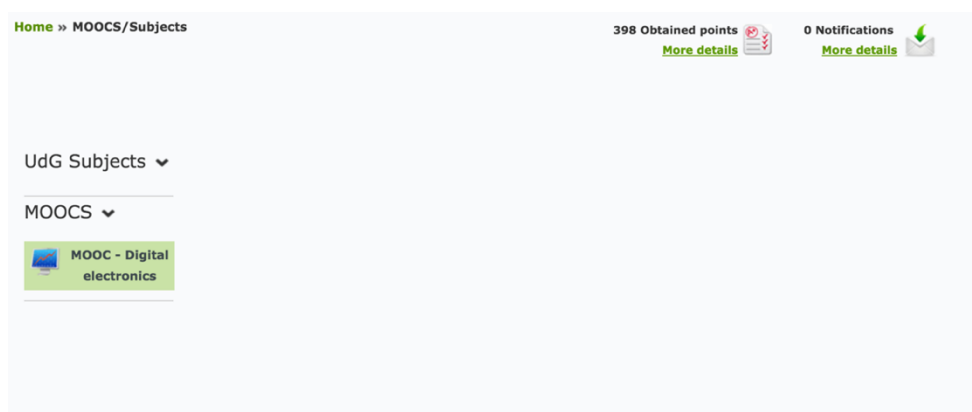 Home » MOOCS/Subjects
398 Obtained points
More details
0 Notifications
More details
UdG Subjects
MOOCS
MOOC - Digital
electronics